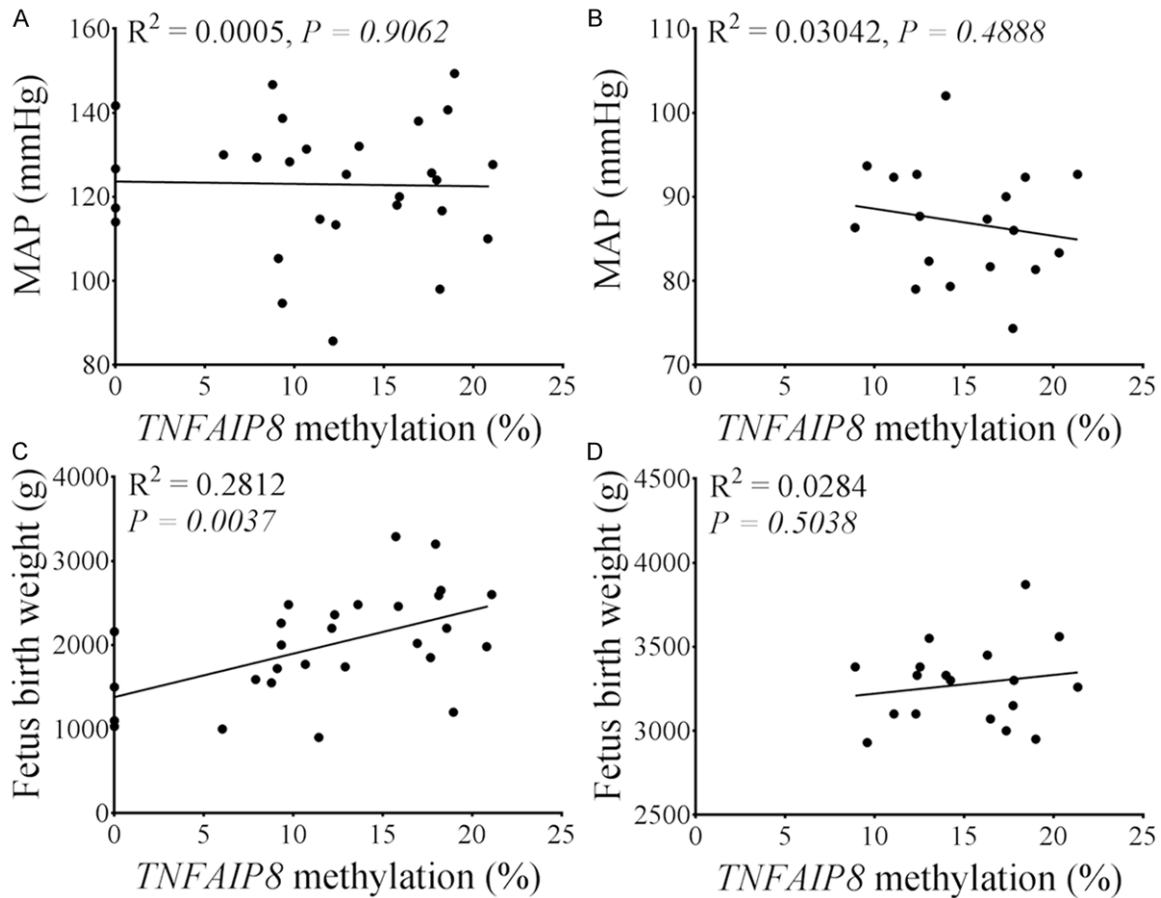 A
R² = 0.0005, P = 0.9062
MAP (mmHg)
160
140
120
100
80
0
5
10
15
20
25
TNFAIP8 methylation (%)
B
R² = 0.03042, P = 0.4888
MAP (mmHg)
110
100
90
80
70
0
5
10
15
20
25
TNFAIP8 methylation (%)
C
R² = 0.2812
P = 0.0037
Fetus birth weight (g)
4000
3000
2000
1000
0
0
5
10
15
20
25
TNFAIP8 methylation (%)
D
R² = 0.0284
P = 0.5038
Fetus birth weight (g)
4500
4000
3500
3000
2500
0
5
10
15
20
25
TNFAIP8 methylation (%)